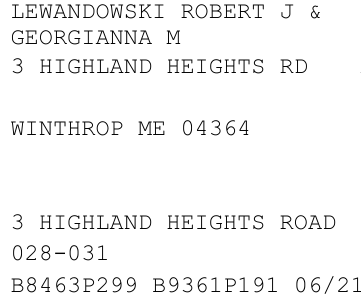 LEWANDOWSKI ROBERT J &
GEORGIANNA M
3 HIGHLAND HEIGHTS RD
WINTHROP ME 04364
3 HIGHLAND HEIGHTS ROAD
028-031
B8463P299 B9361P191 06/21